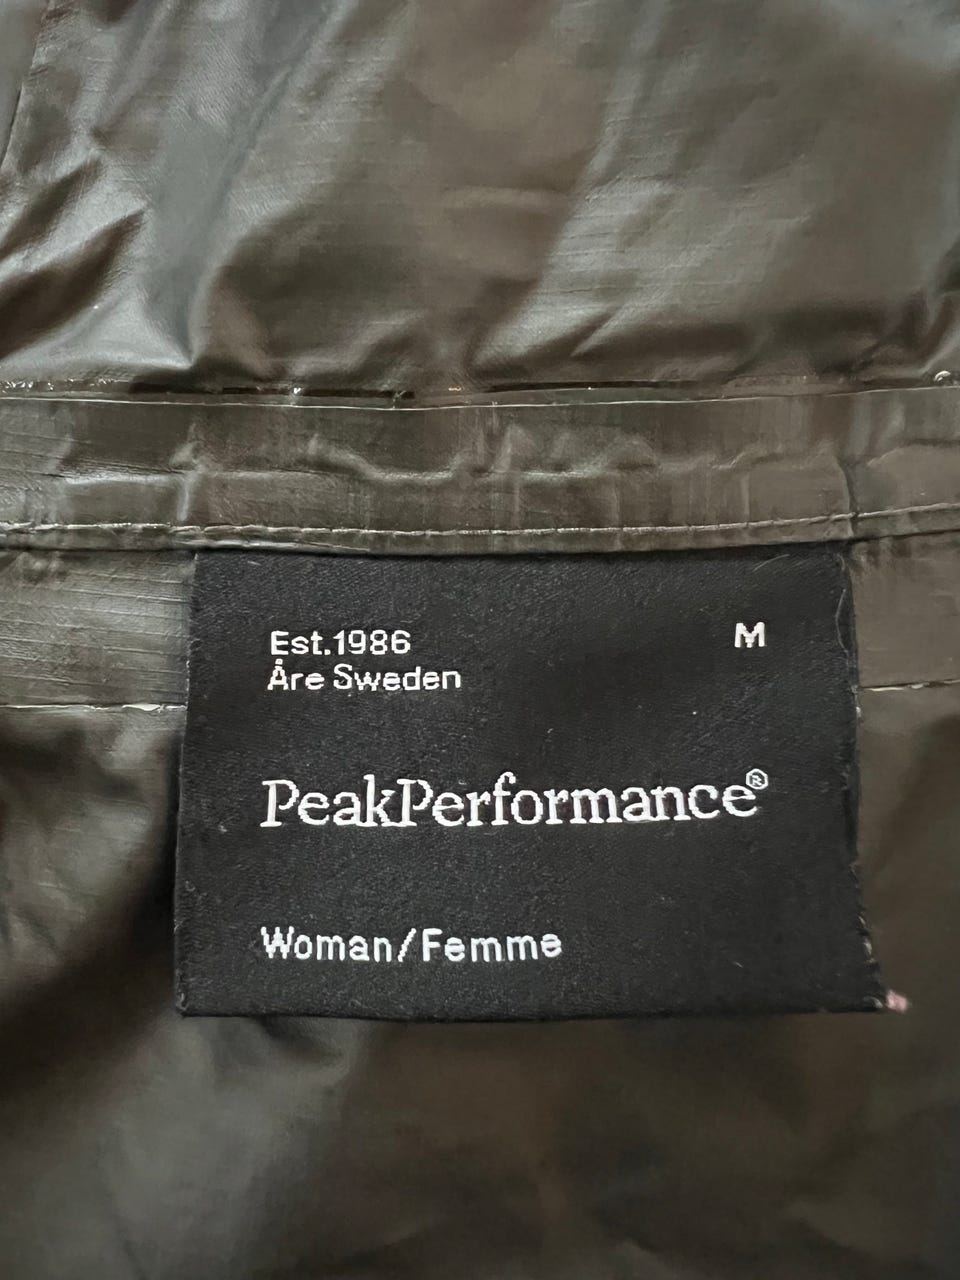 Est.1986
M
Åre Sweden
PeakPerformance®
Woman/Femme